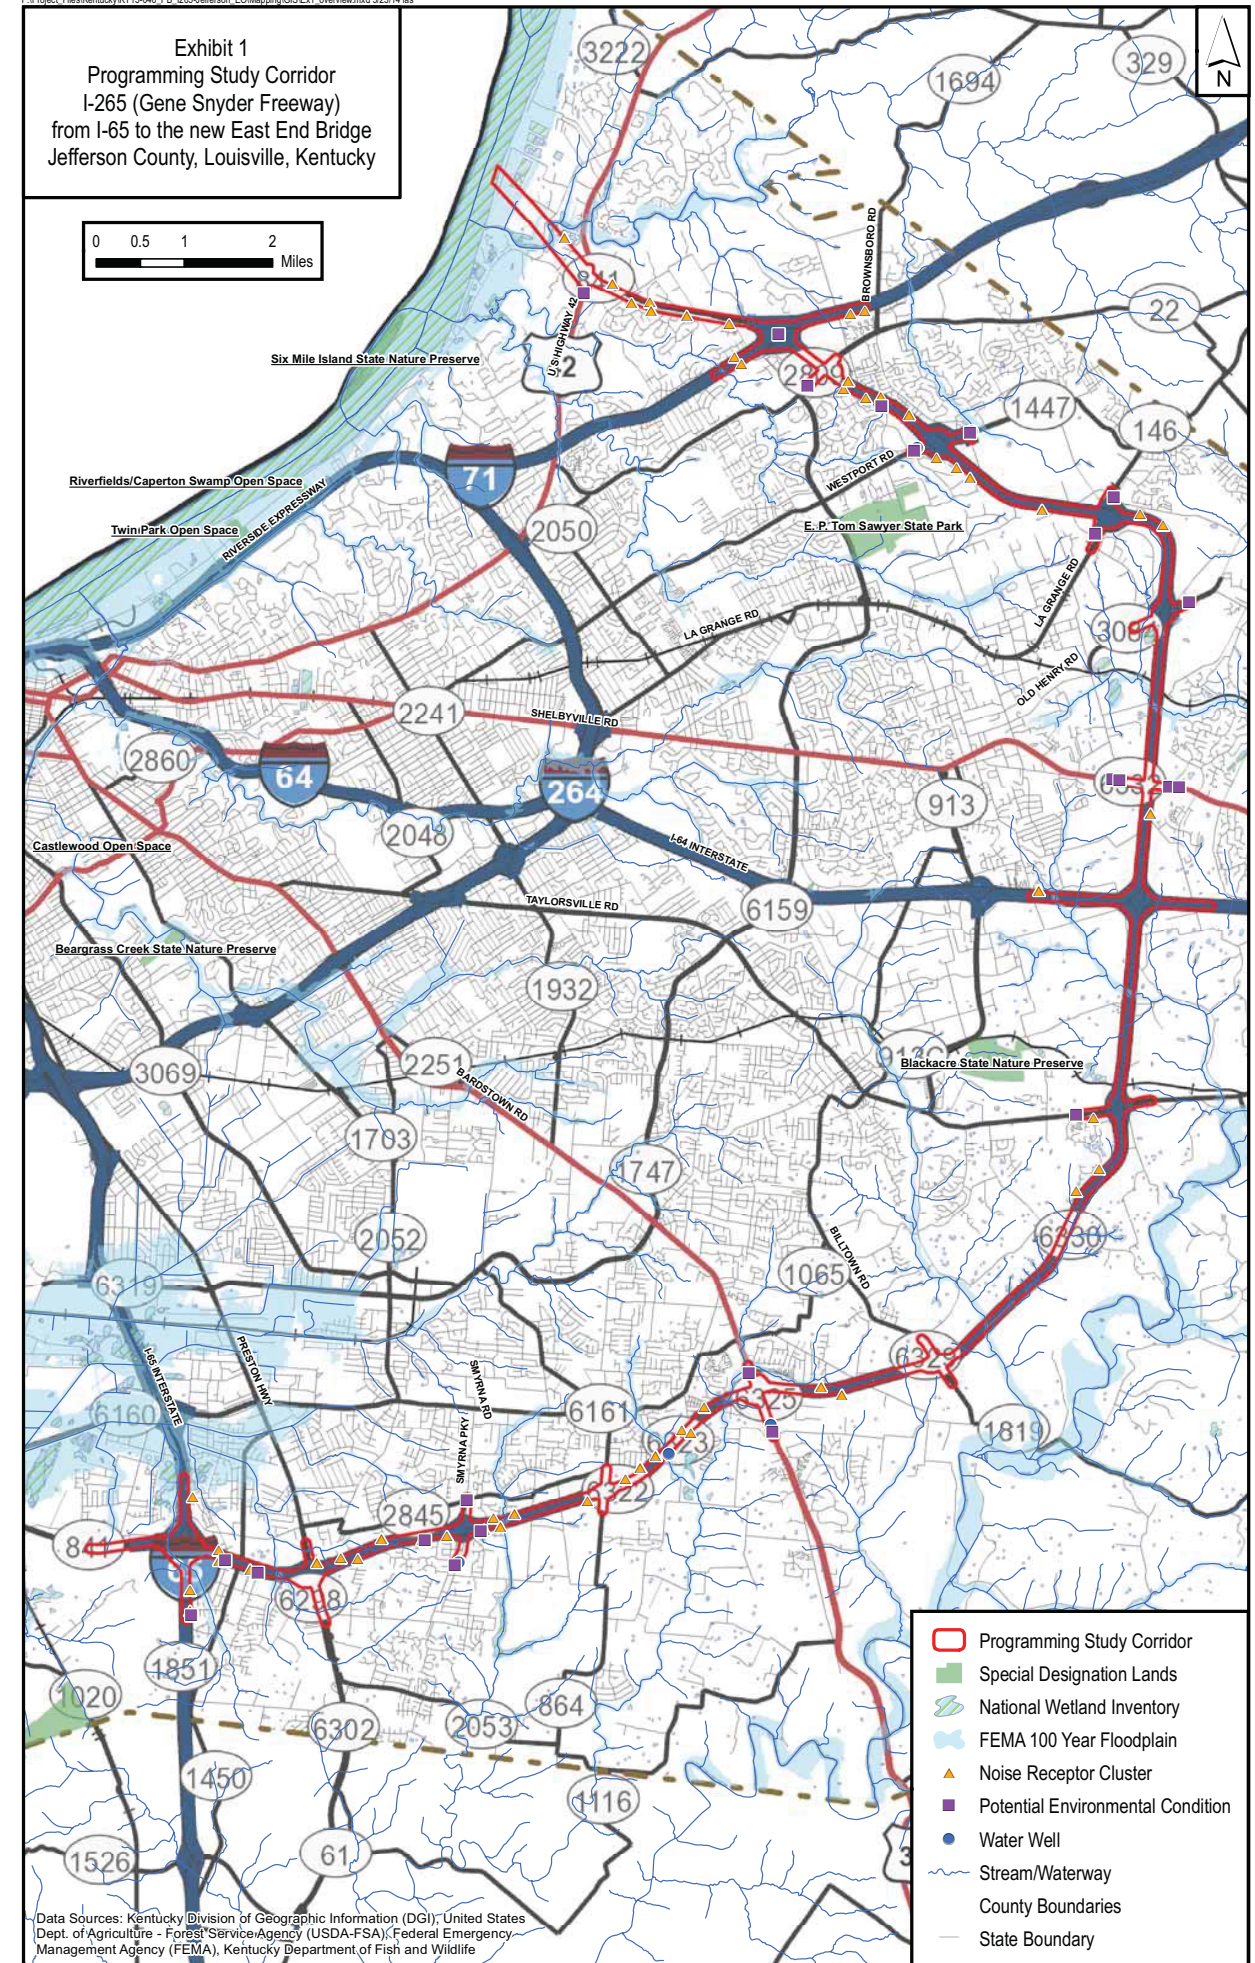 Exhibit 1
Programming Study Corridor
I-265 (Gene Snyder Freeway)
from I-65 to the new East End Bridge
Jefferson County, Louisville, Kentucky
N
0 0.5 1 2
Miles
3222
1694
329
BROWNSBORO RD
841
U S HIGHWAY 42
22
Six Mile Island State Nature Preserve
1447
146
WESTPORT RD
71
Riverfields/Caperton Swamp Open Space
RIVERSIDE EXPRESSWAY
Twin Park Open Space
2050
E. P. Tom Sawyer State Park
LA GRANGE RD
LA GRANGE RD
OLD HENRY RD
2241
SHELBYVILLE RD
2860
64
264
913
2048
I-64 INTERSTATE
Castlewood Open Space
TAYLORSVILLE RD
6159
Beargrass Creek State Nature Preserve
1932
3069
2251
BARDSTOWN RD
Blackacre State Nature Preserve
1703
1747
2052
BILLTOWN RD
1065
6330
6319
I-65 INTERSTATE
PRESTON HWY
SMYRNA RD
SMYRNA PKY
6160
6161
1819
2845
841
1851
1020
6302
2053
864
1450
1116
1526
61
Programming Study Corridor
Special Designation Lands
National Wetland Inventory
FEMA 100 Year Floodplain
Noise Receptor Cluster
Potential Environmental Condition
Water Well
Stream/Waterway
County Boundaries
State Boundary
Data Sources: Kentucky Division of Geographic Information (DGI), United States
Dept. of Agriculture - Forest Service Agency (USDA-FSA), Federal Emergency
Management Agency (FEMA), Kentucky Department of Fish and Wildlife